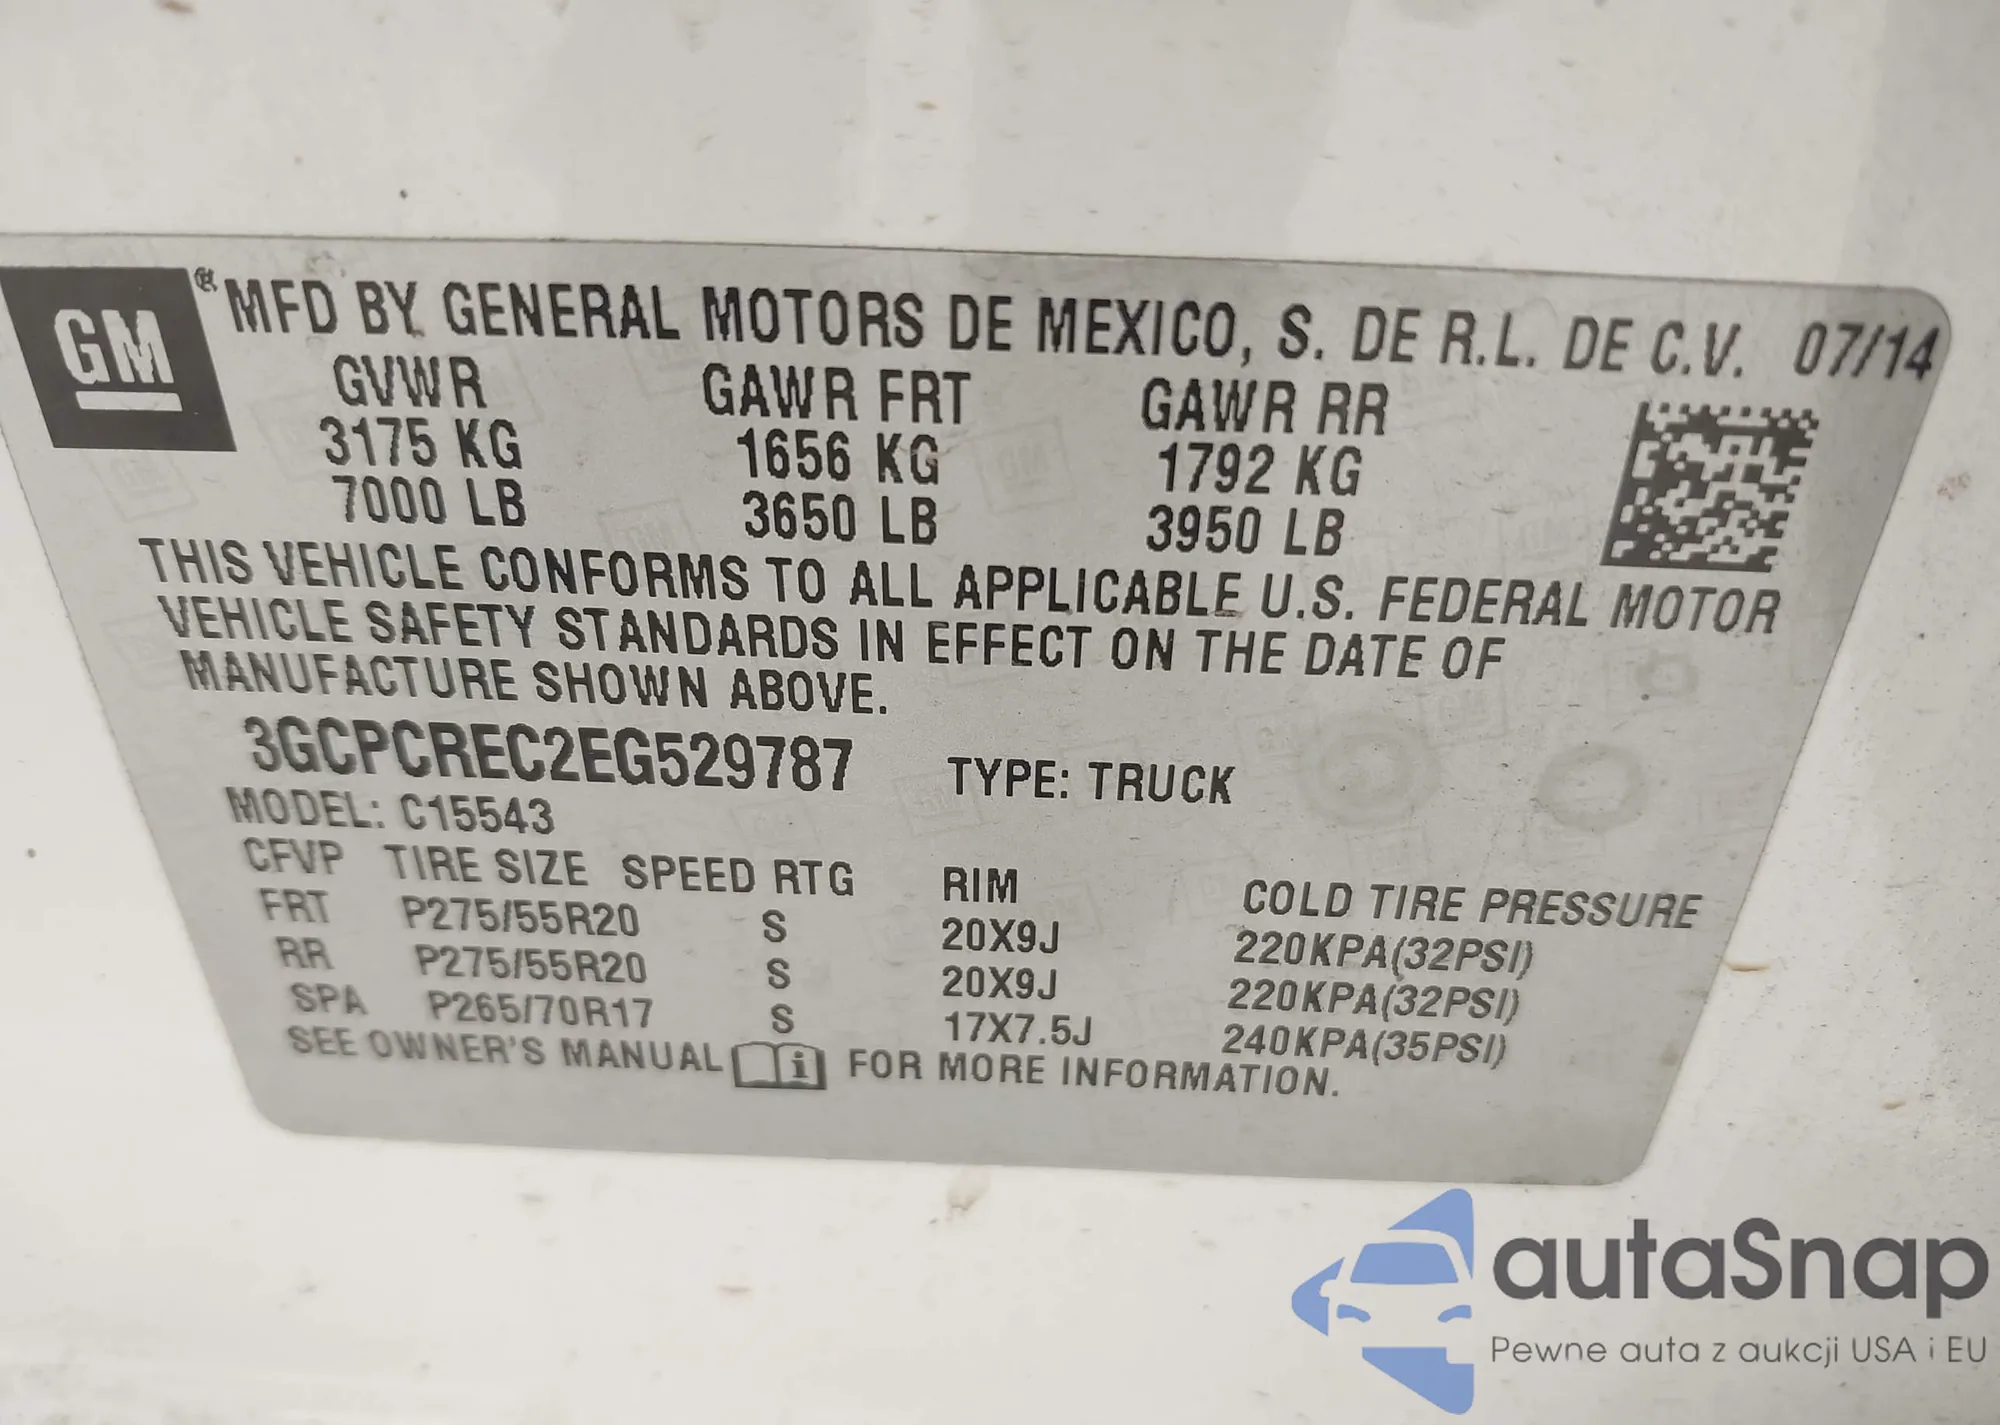 GM® MFD BY GENERAL MOTORS DE MEXICO, S. DE R.L. DE C.V. 07/14
GVWR GAWR FRT GAWR RR
3175 KG 1656 KG 1792 KG
7000 LB 3650 LB 3950 LB
THIS VEHICLE CONFORMS TO ALL APPLICABLE U.S. FEDERAL MOTOR
VEHICLE SAFETY STANDARDS IN EFFECT ON THE DATE OF
MANUFACTURE SHOWN ABOVE.
3GCPCREC2EG529787 TYPE: TRUCK
MODEL: C15543
CFVP TIRE SIZE SPEED RTG RIM COLD TIRE PRESSURE
FRT P275/55R20 S 20X9J 220KPA(32PSI)
RR P275/55R20 S 20X9J 220KPA(32PSI)
SPA P265/70R17 S 17X7.5J 240KPA(35PSI)
SEE OWNER'S MANUAL i FOR MORE INFORMATION.
autaSnap
Pewne auta z aukcji USA i EU